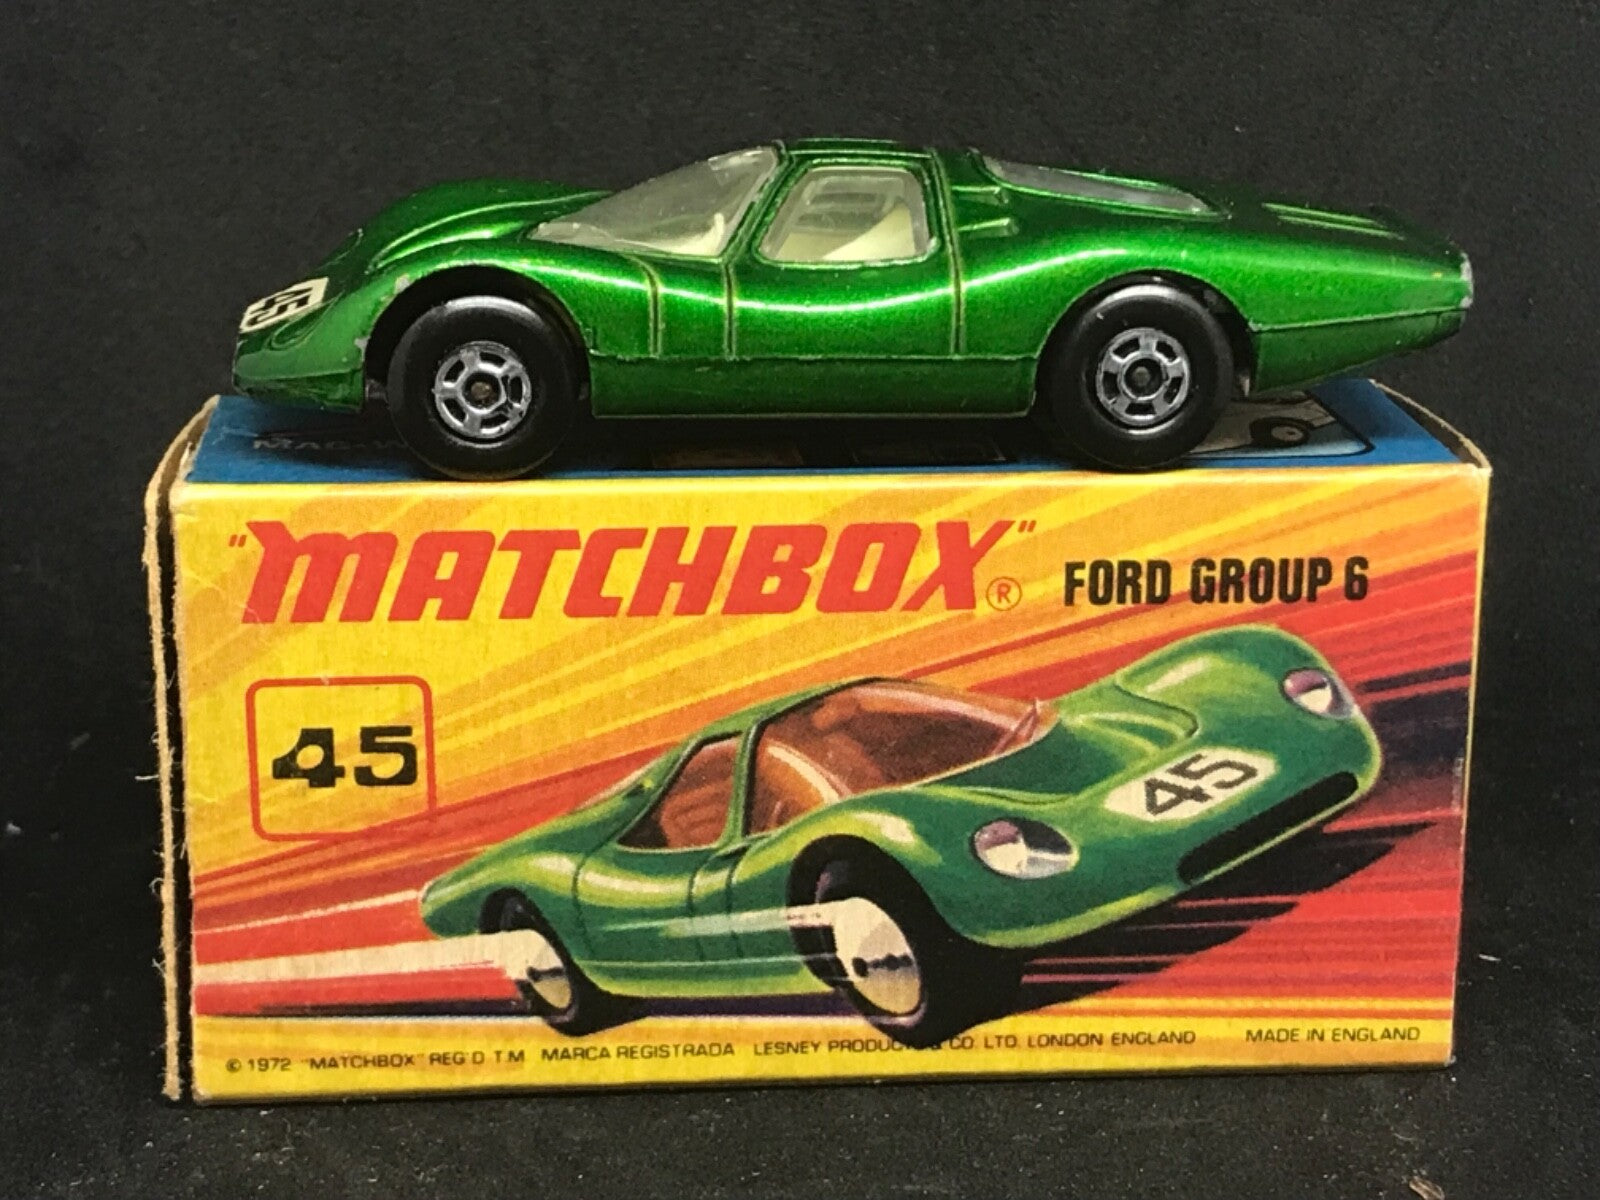 45
"MATCHBOX"®
FORD GROUP 6
45
45
© 1972 "MATCHBOX" REG'D T.M MARCA REGISTRADA LESNEY PRODUCTS & CO. LTD. LONDON ENGLAND MADE IN ENGLAND